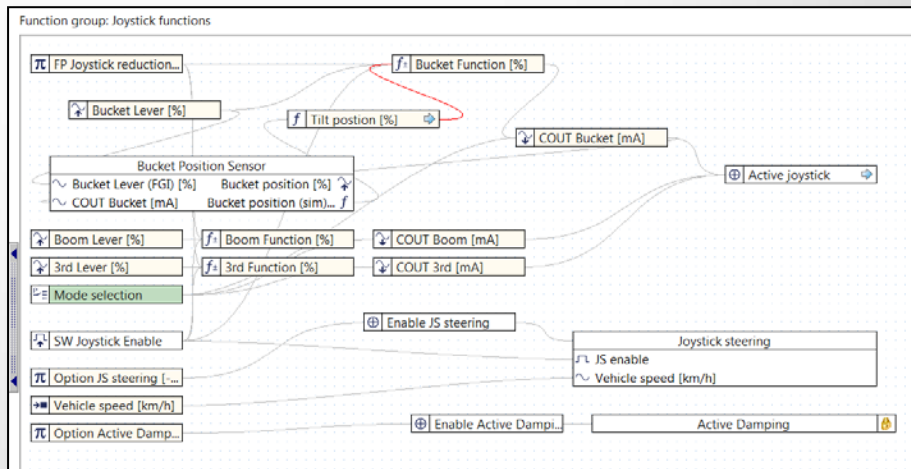 Function group: Joystick functions
π FP Joystick reduction...
f± Bucket Function [%]
Bucket Lever [%]
f Tilt postion [%]
COUT Bucket [mA]
Bucket Position Sensor
Bucket Lever (FGI) [%] Bucket position [%]
COUT Bucket [mA] Bucket position (sim)... f
Active joystick
Boom Lever [%] f± Boom Function [%] COUT Boom [mA]
3rd Lever [%] f± 3rd Function [%] COUT 3rd [mA]
Mode selection
Enable JS steering
SW Joystick Enable
Joystick steering
JS enable
π Option JS steering [-...
Vehicle speed [km/h]
Vehicle speed [km/h]
π Option Active Damp...
Enable Active Dampi...
Active Damping